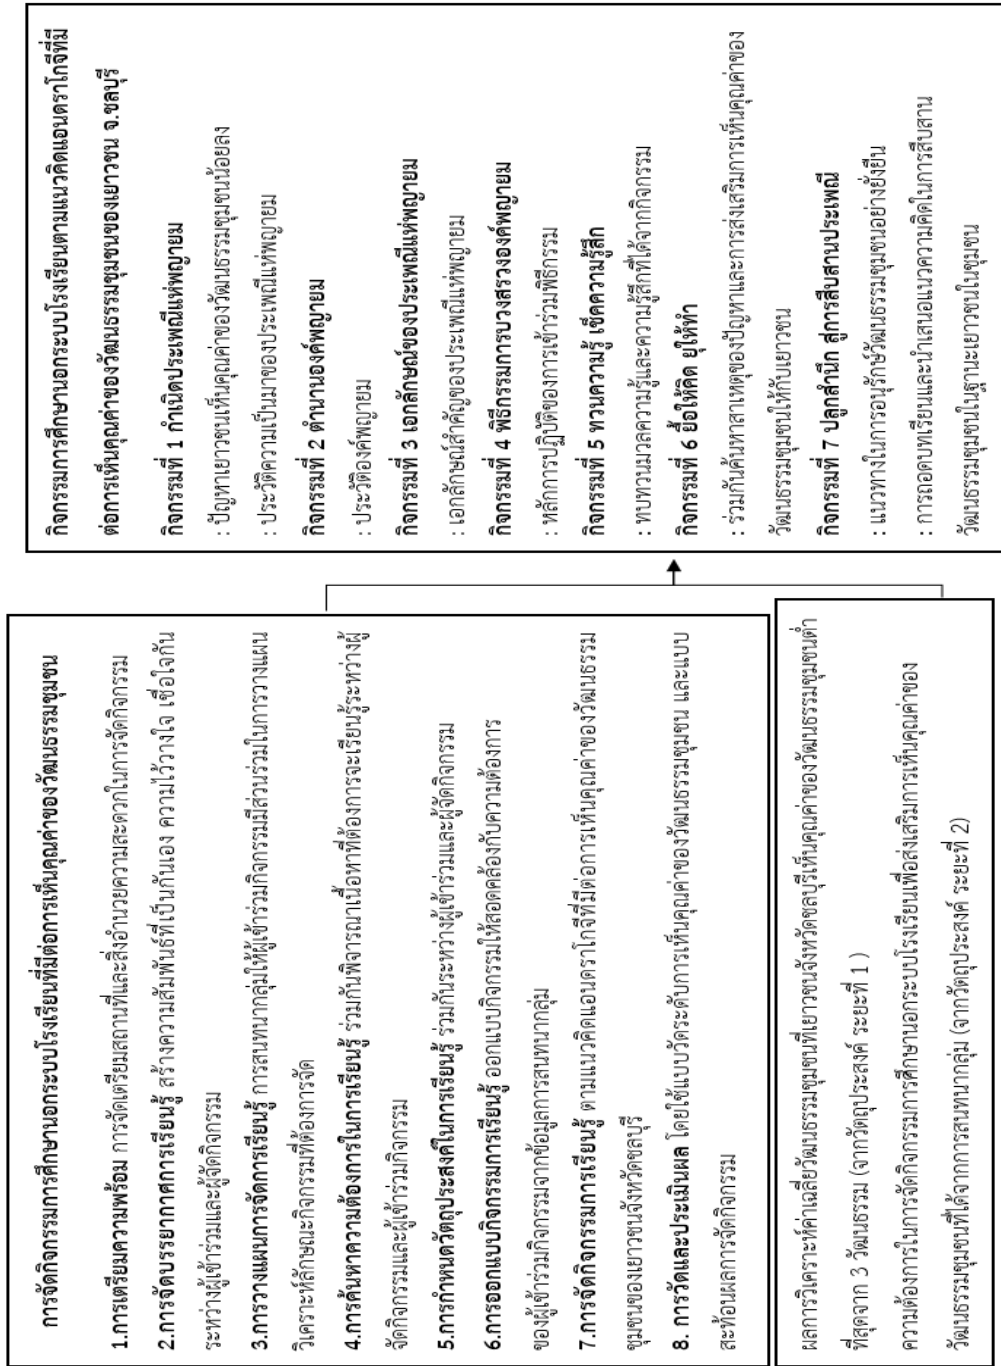 การจัดกิจกรรมการศึกษานอกระบบโรงเรียนที่มีต่อการเห็นคุณค่าของวัฒนธรรมชุมชน
1.การเตรียมความพร้อม การจัดเตรียมสถานที่และสิ่งอำนวยความสะดวกในการจัดกิจกรรม
2.การจัดบรรยากาศการเรียนรู้ สร้างความสัมพันธ์ที่เป็นกันเอง ความไว้วางใจ เชื่อใจกัน
ระหว่างผู้เข้าร่วมและผู้จัดกิจกรรม
3.การวางแผนการจัดการเรียนรู้ การสนทนากลุ่มให้ผู้เข้าร่วมกิจกรรมมีส่วนร่วมในการวางแผน
วิเคราะห์ลักษณะกิจกรรมที่ต้องการจัด
4.การค้นหาความต้องการในการเรียนรู้ ร่วมกันพิจารณาเนื้อหาที่ต้องการจะเรียนรู้ระหว่างผู้
จัดกิจกรรมและผู้เข้าร่วมกิจกรรม
5.การกำหนดวัตถุประสงค์ในการเรียนรู้ ร่วมกันระหว่างผู้เข้าร่วมและผู้จัดกิจกรรม
6.การออกแบบกิจกรรมการเรียนรู้ ออกแบบกิจกรรมให้สอดคล้องกับความต้องการ
ของผู้เข้าร่วมกิจกรรมจากข้อมูลการสนทนากลุ่ม
7.การจัดกิจกรรมการเรียนรู้ ตามแนวคิดแอนดราโกจีที่มีต่อการเห็นคุณค่าของวัฒนธรรม
ชุมชนของเยาวชนจังหวัดชลบุรี
8. การวัดและประเมินผล โดยใช้แบบวัดระดับการเห็นคุณค่าของวัฒนธรรมชุมชน และแบบ
สะท้อนผลการจัดกิจกรรม
ผลการวิเคราะห์ค่าเฉลี่ยวัฒนธรรมชุมชนที่เยาวชนจังหวัดชลบุรีเห็นคุณค่าของวัฒนธรรมชุมชนต่ำ
ที่สุดจาก 3 วัฒนธรรม (จากวัตถุประสงค์ ระยะที่ 1 )
ความต้องการในการจัดกิจกรรมการศึกษานอกระบบโรงเรียนเพื่อส่งเสริมการเห็นคุณค่าของ
วัฒนธรรมชุมชนที่ได้จากการสนทนากลุ่ม (จากวัตถุประสงค์ ระยะที่ 2)
กิจกรรมการศึกษานอกระบบโรงเรียนตามแนวคิดแอนดราโกจีที่มี
ต่อการเห็นคุณค่าของวัฒนธรรมชุมชนของเยาวชน จ.ชลบุรี
กิจกรรมที่ 1 กำเนิดประเพณีแห่พญายม
: ปัญหาเยาวชนเห็นคุณค่าของวัฒนธรรมชุมชนน้อยลง
: ประวัติความเป็นมาของประเพณีแห่พญายม
กิจกรรมที่ 2 ตำนานองค์พญายม
: ประวัติองค์พญายม
กิจกรรมที่ 3 เอกลักษณ์ของประเพณีแห่พญายม
: เอกลักษณ์สำคัญของประเพณีแห่พญายม
กิจกรรมที่ 4 พิธีกรรมการบวงสรวงองค์พญายม
: หลักการปฏิบัติของการเข้าร่วมพิธีกรรม
กิจกรรมที่ 5 ทวนความรู้ เช็คความรู้สึก
: ทบทวนมวลความรู้และความรู้สึกที่ได้จากกิจกรรม
กิจกรรมที่ 6 ยื้อให้คิด ยุให้ทำ
: ร่วมกันค้นหาสาเหตุของปัญหาและการส่งเสริมการเห็นคุณค่าของ
วัฒนธรรมชุมชนให้กับเยาวชน
กิจกรรมที่ 7 ปลูกสำนึก สู่การสืบสานประเพณี
: แนวทางในการอนุรักษ์วัฒนธรรมชุมชนอย่างยั่งยืน
: การถอดบทเรียนและนำเสนอแนวความคิดในการสืบสาน
วัฒนธรรมชุมชนในฐานะเยาวชนในชุมชน